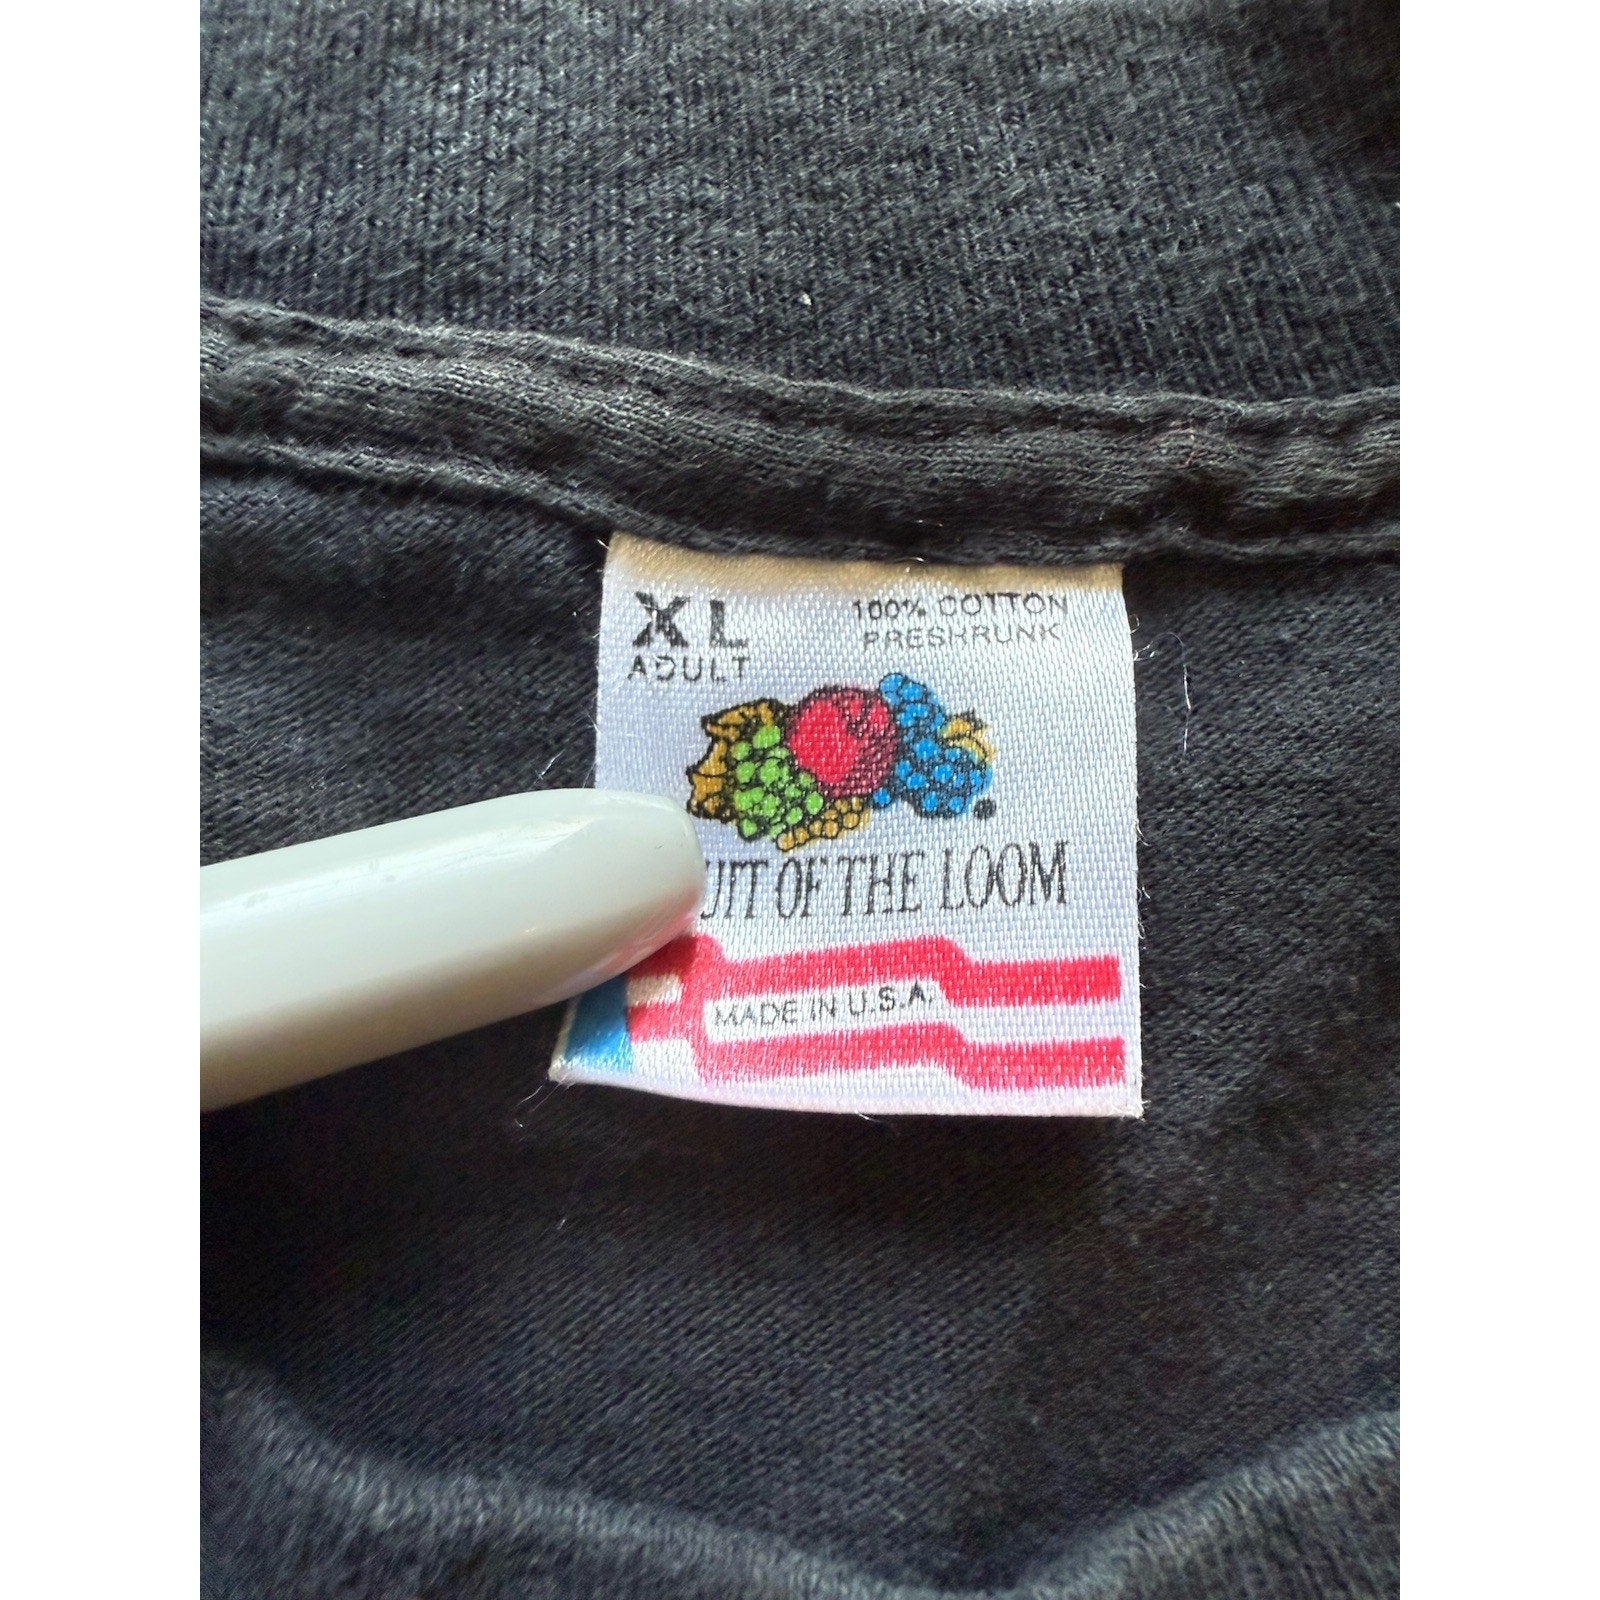 XL 100% COTTON
ADULT PRESHRUNK
UIT OF THE LOOM
MADE IN U.S.A.